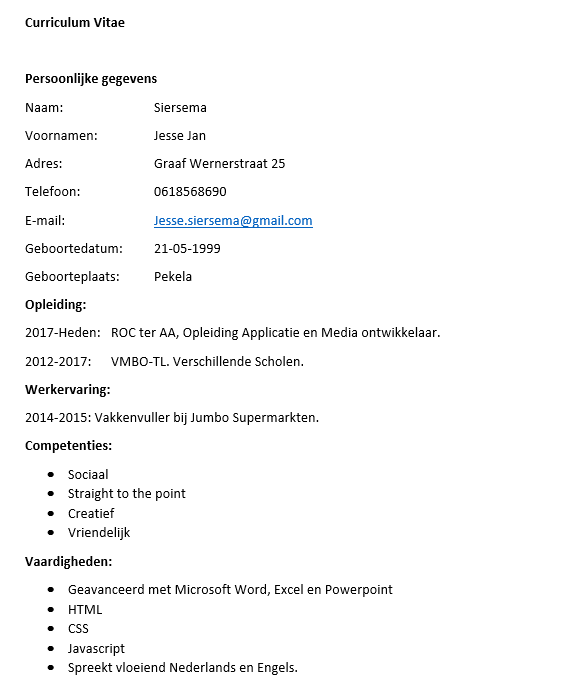 Curriculum Vitae
Persoonlijke gegevens
Naam: Siersema
Voornamen: Jesse Jan
Adres: Graaf Wernerstraat 25
Telefoon: 0618568690
E-mail: Jesse.siersema@gmail.com
Geboortedatum: 21-05-1999
Geboorteplaats: Pekela
Opleiding:
2017-Heden: ROC ter AA, Opleiding Applicatie en Media ontwikkelaar.
2012-2017: VMBO-TL. Verschillende Scholen.
Werkervaring:
2014-2015: Vakkenvuller bij Jumbo Supermarkten.
Competenties:
• Sociaal
• Straight to the point
• Creatief
• Vriendelijk
Vaardigheden:
• Geavanceerd met Microsoft Word, Excel en Powerpoint
• HTML
• CSS
• Javascript
• Spreekt vloeiend Nederlands en Engels.